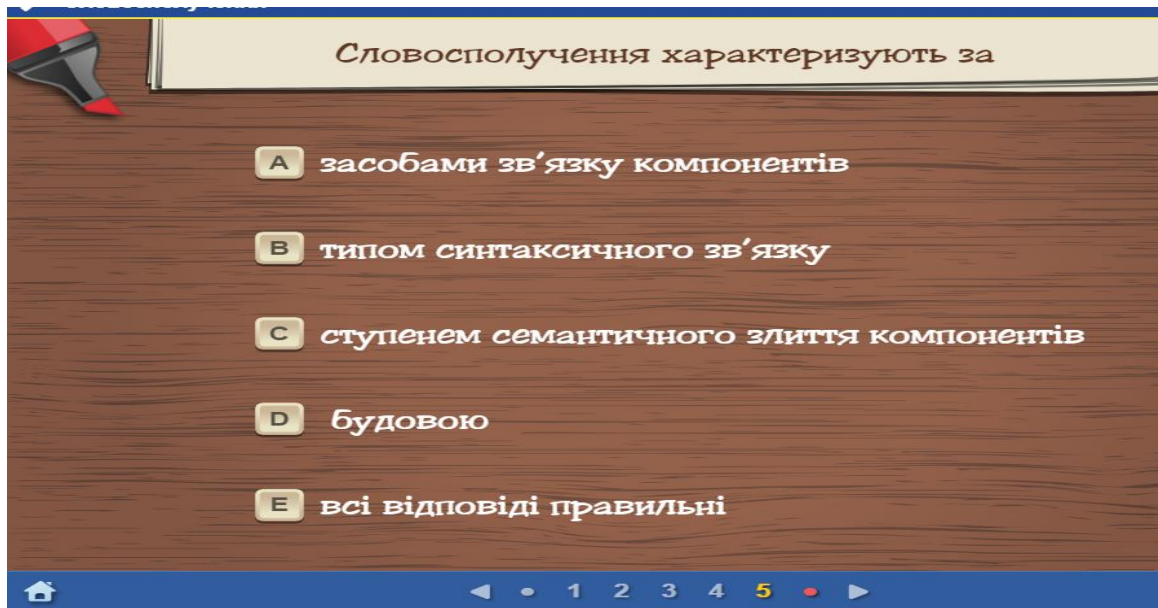 Словосполучення характеризують за
A засобами зв'язку компонентів
B типом синтаксичного зв'язку
C ступенем семантичного злиття компонентів
D будовою
E всі відповіді правильні
1 2 3 4 5